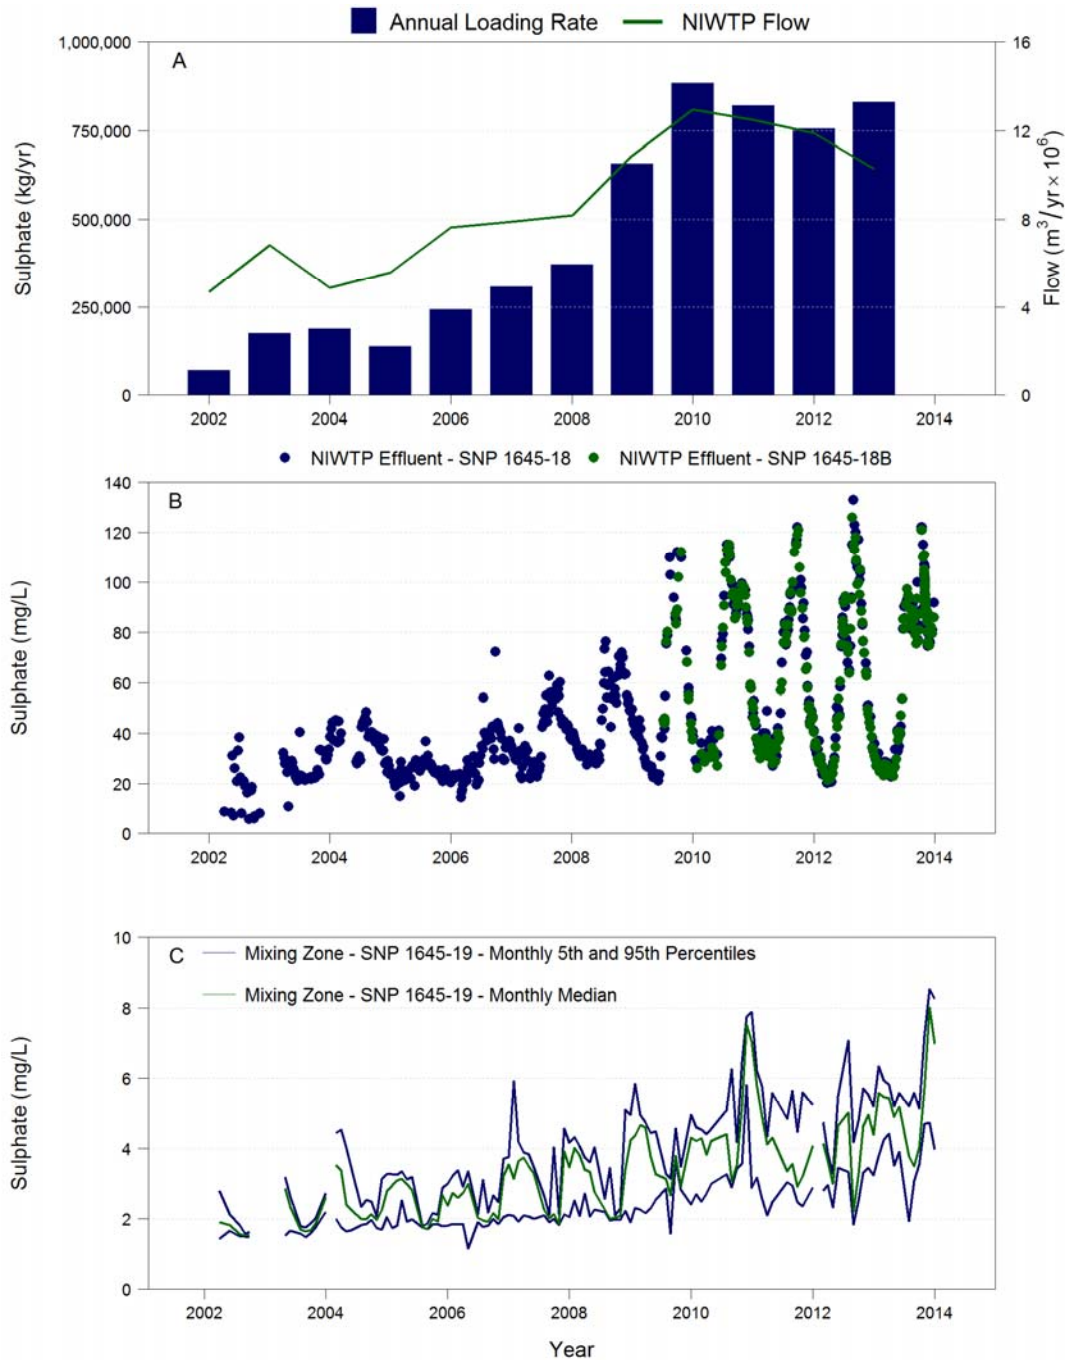 Annual Loading Rate NIWTP Flow
A
1,000,000
750,000
500,000
250,000
0
Sulphate (kg/yr)
16
12
8
4
0
Flow (m³/yr × 10⁶)
2002 2004 2006 2008 2010 2012 2014
NIWTP Effluent - SNP 1645-18 NIWTP Effluent - SNP 1645-18B
B
140
120
100
80
60
40
20
0
Sulphate (mg/L)
2002 2004 2006 2008 2010 2012 2014
C
Mixing Zone - SNP 1645-19 - Monthly 5th and 95th Percentiles
Mixing Zone - SNP 1645-19 - Monthly Median
10
8
6
4
2
0
Sulphate (mg/L)
2002 2004 2006 2008 2010 2012 2014
Year